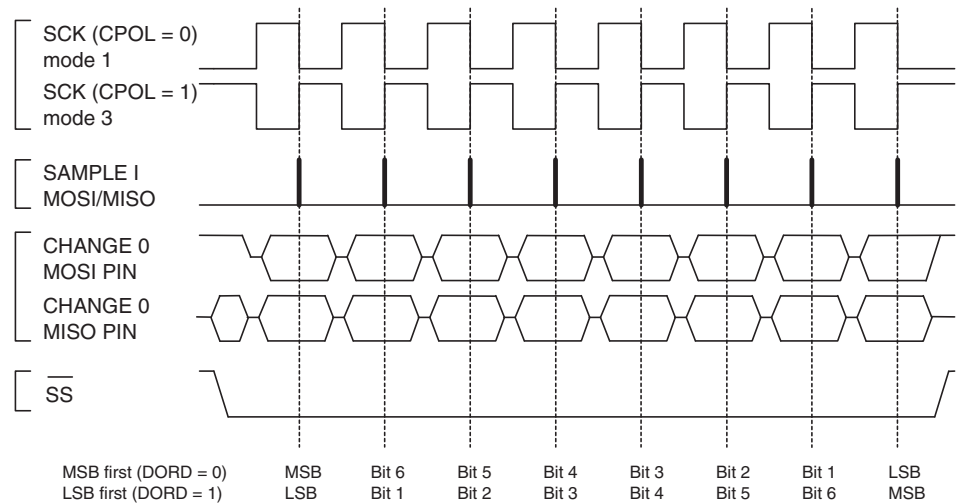 SCK (CPOL = 0)
mode 1
SCK (CPOL = 1)
mode 3
SAMPLE I
MOSI/MISO
CHANGE 0
MOSI PIN
CHANGE 0
MISO PIN
SS
MSB first (DORD = 0) MSB Bit 6 Bit 5 Bit 4 Bit 3 Bit 2 Bit 1 LSB
LSB first (DORD = 1) LSB Bit 1 Bit 2 Bit 3 Bit 4 Bit 5 Bit 6 MSB